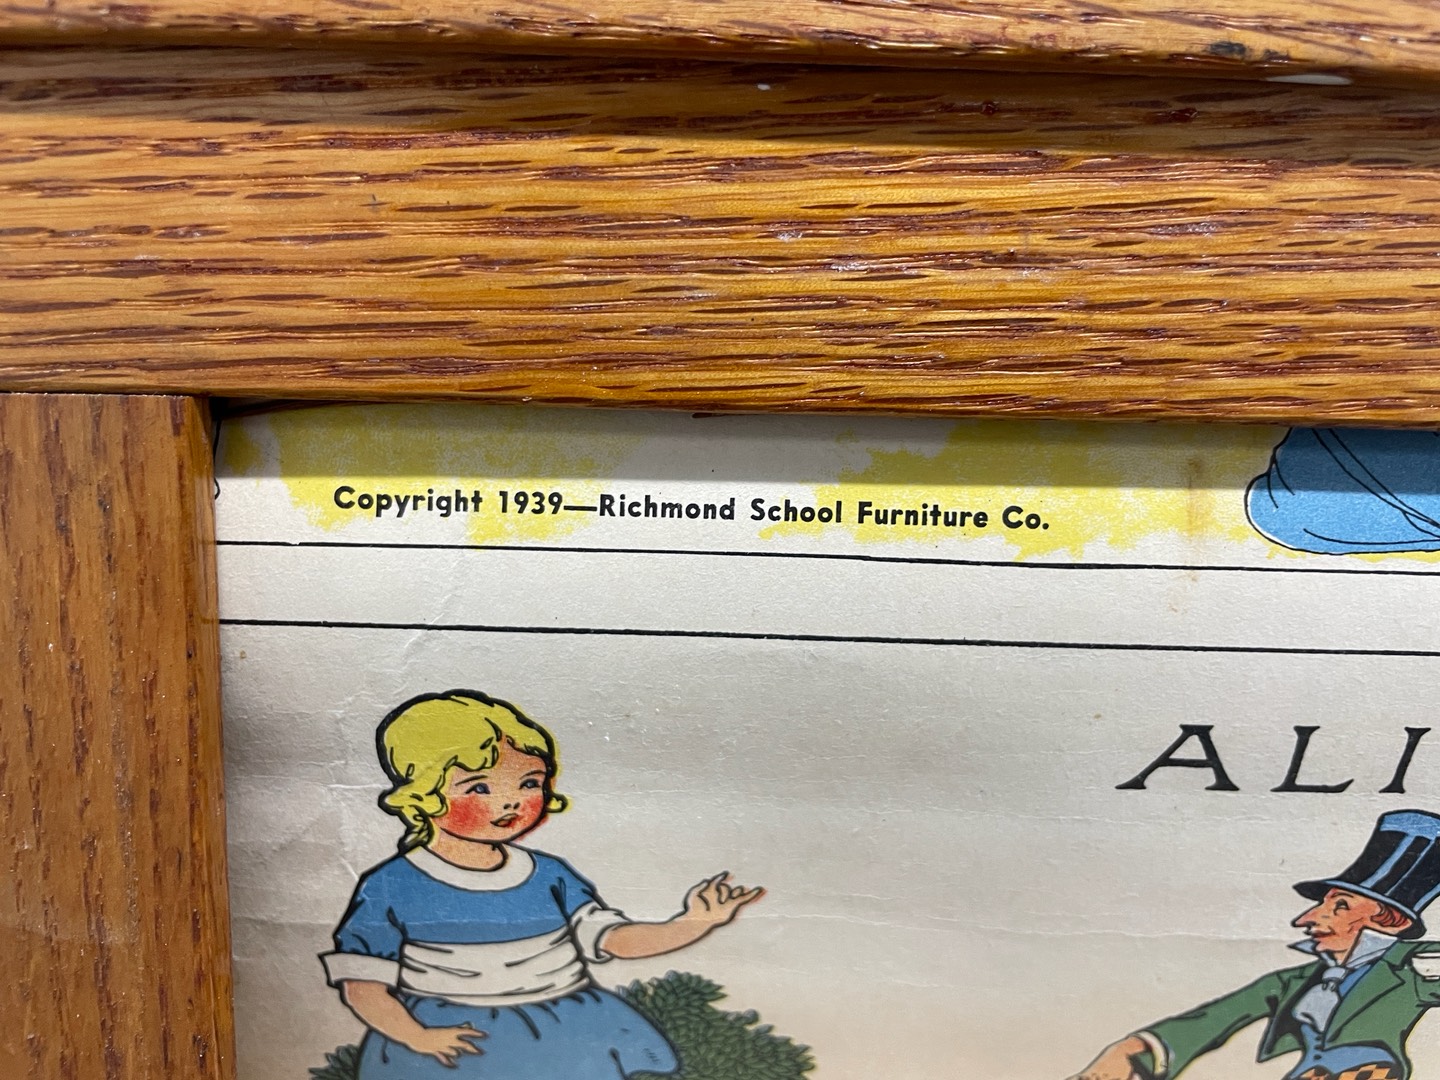 Copyright 1939—Richmond School Furniture Co.
ALI